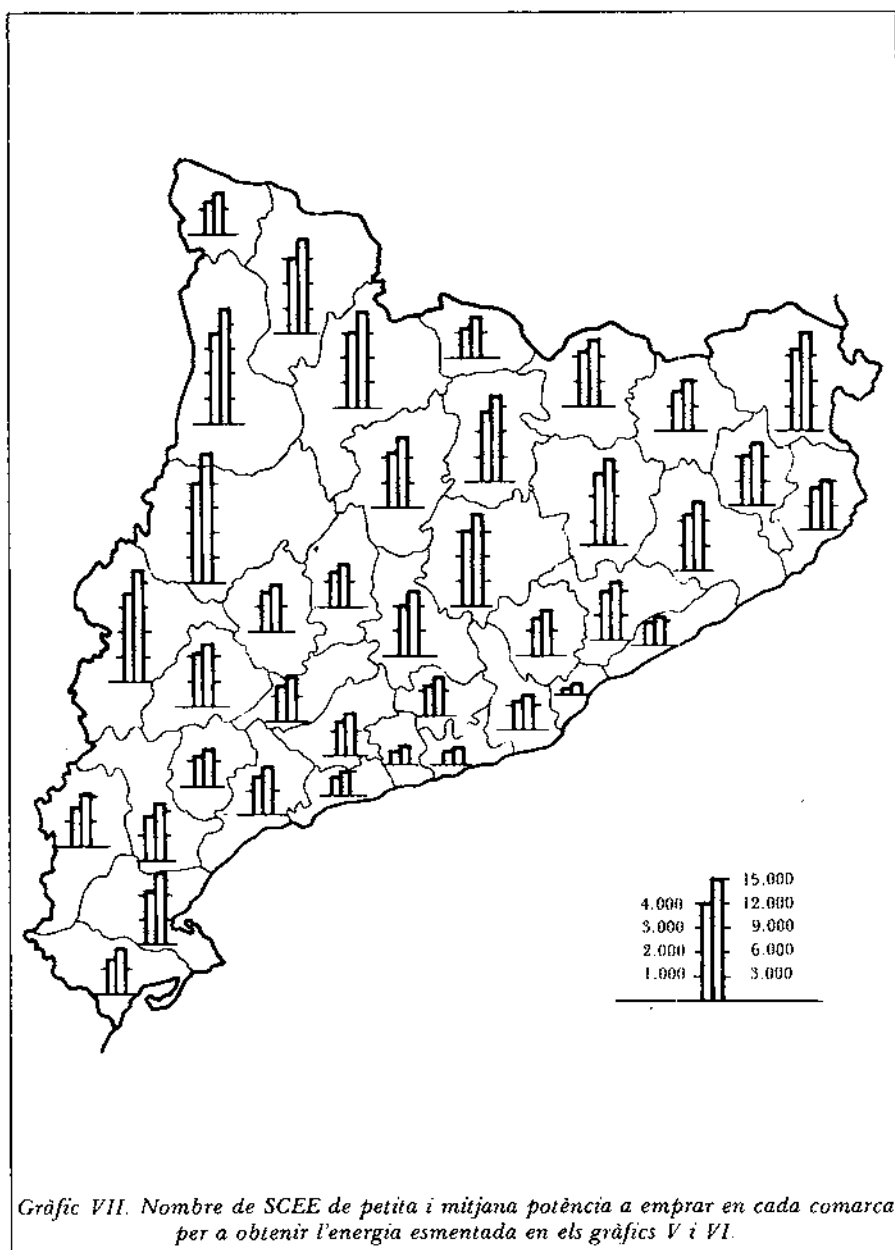 15.000
4.000 12.000
3.000 9.000
2.000 6.000
1.000 3.000
Gràfic VII. Nombre de SCEE de petita i mitjana potència a emprar en cada comarca
per a obtenir l'energia esmentada en els gràfics V i VI.